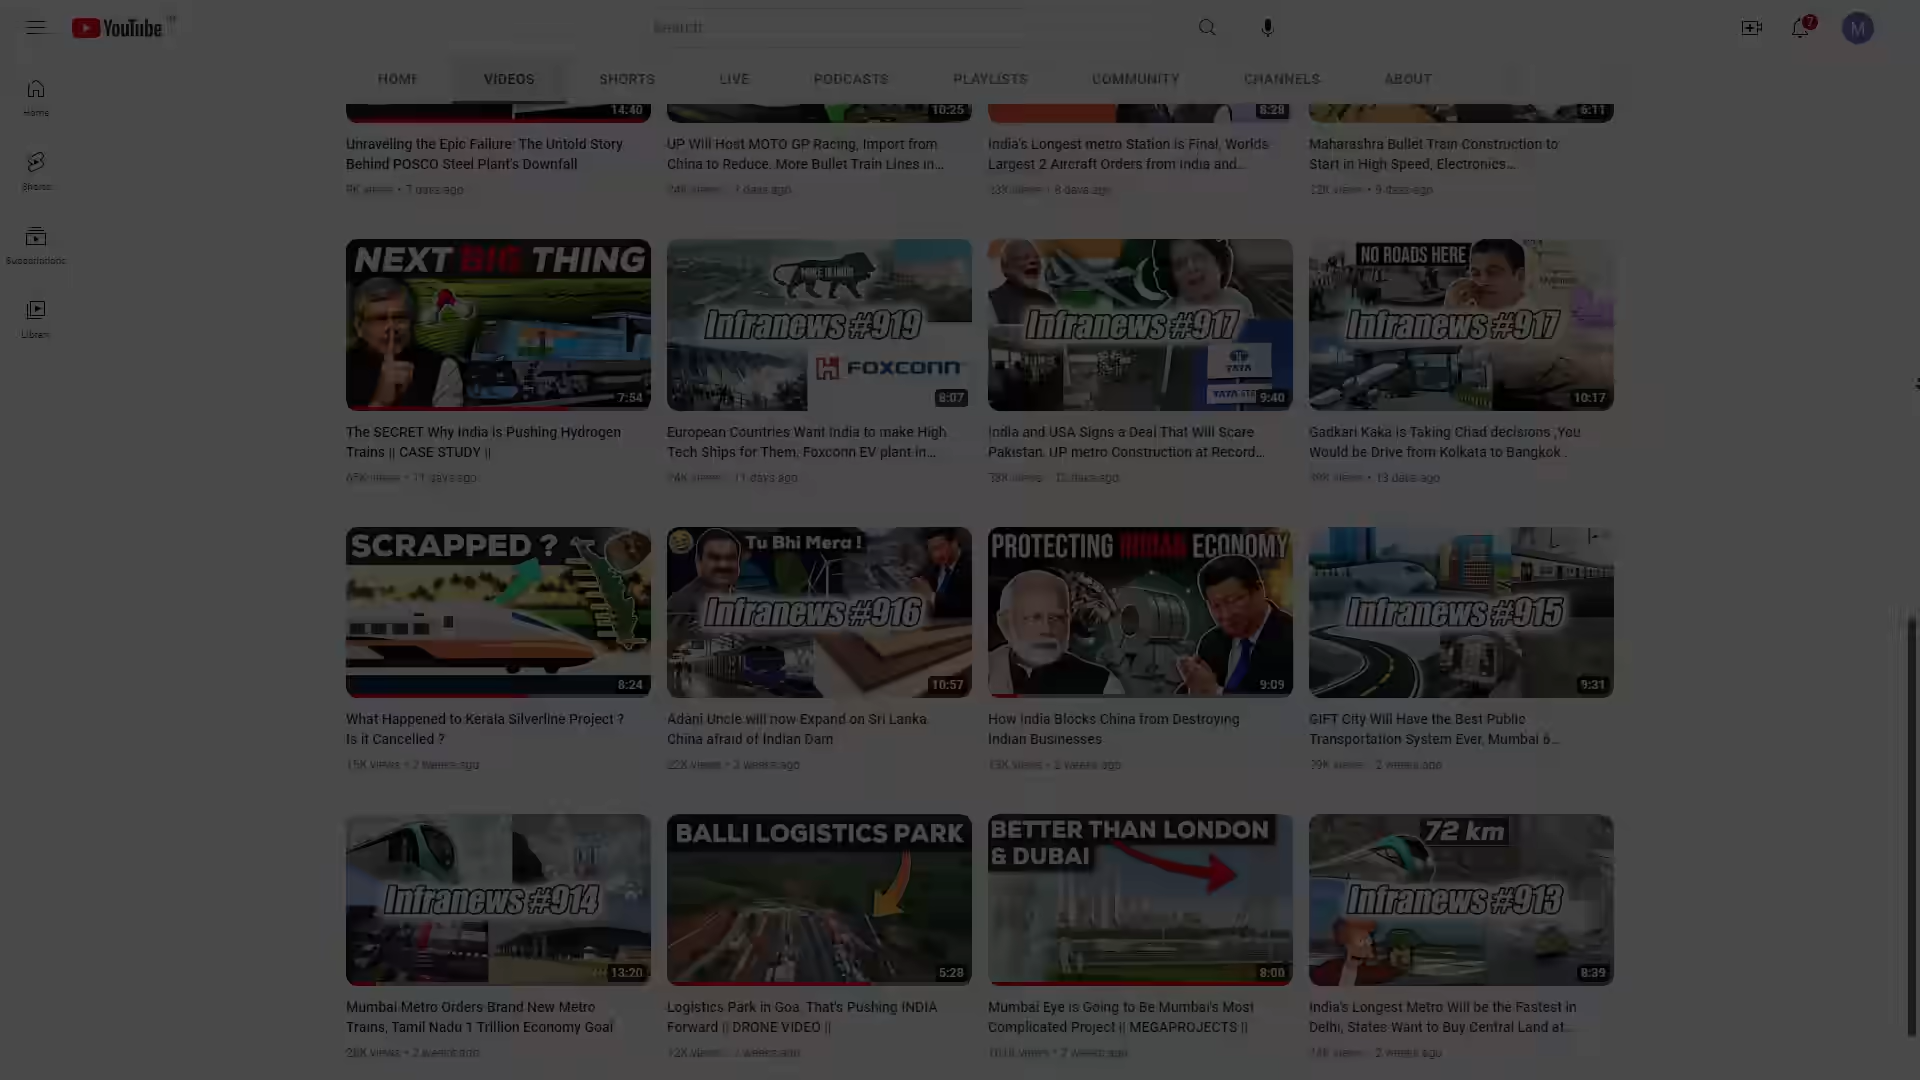 YouTube
Search
7
M
HOME VIDEOS SHORTS LIVE PODCASTS PLAYLISTS COMMUNITY CHANNELS ABOUT
Home
Shorts
Subscriptions
Library
14:40
10:25
8:28
6:11
Unraveling the Epic Failure: The Untold Story
Behind POSCO Steel Plant's Downfall
7 days ago
UP Will Host MOTO GP Racing, Import from
China to Reduce, More Bullet Train Lines in...
India's Longest metro Station is Final, Worlds
Largest 2 Aircraft Orders from India and...
8 days ago
Maharashtra Bullet Train Construction to
Start in High Speed, Electronics...
9 days ago
NEXT BIG THING
7:54
The SECRET Why India is Pushing Hydrogen
Trains || CASE STUDY ||
11 days ago
MAKE IN INDIA
Infranews #919
FOXCONN
8:07
European Countries Want India to make High
Tech Ships for Them, Foxconn EV plant in...
11 days ago
Infranews #917
TATA
9:40
India and USA Signs a Deal That Will Scare
Pakistan, UP metro Construction at Record...
NO ROADS HERE
Infranews #917
10:17
Gadkari Kaka is Taking Chad decisions ,You
Would be Drive from Kolkata to Bangkok .
13 days ago
SCRAPPED ?
8:24
What Happened to Kerala Silverline Project ?
Is it Cancelled ?
15K views • 2 weeks ago
Tu Bhi Mera !
Infranews #916
10:57
Adani Uncle will now Expand on Sri Lanka,
China afraid of Indian Dam
22K views • 2 weeks ago
PROTECTING INDIAN ECONOMY
9:09
How India Blocks China from Destroying
Indian Businesses
2 weeks ago
Infranews #915
9:31
GIFT City Will Have the Best Public
Transportation System Ever, Mumbai 6...
2 weeks ago
Infranews #914
13:20
Mumbai Metro Orders Brand New Metro
Trains, Tamil Nadu 1 Trillion Economy Goal
2 weeks ago
BALLI LOGISTICS PARK
5:28
Logistics Park in Goa, That's Pushing INDIA
Forward || DRONE VIDEO ||
2 weeks ago
BETTER THAN LONDON
& DUBAI
8:00
Mumbai Eye is Going to Be Mumbai's Most
Complicated Project || MEGAPROJECTS ||
2 weeks ago
72 km
Infranews #913
8:39
India's Longest Metro Will be the Fastest in
Delhi, States Want to Buy Central Land at...
2 weeks ago